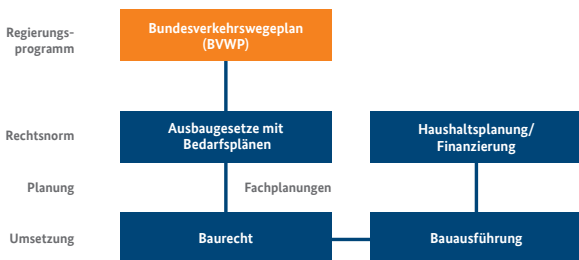 Regierungs-
programm
Bundesverkehrswegeplan
(BVWP)
Rechtsnorm
Ausbaugesetze mit
Bedarfsplänen
Haushaltsplanung/
Finanzierung
Planung
Fachplanungen
Umsetzung
Baurecht
Bauausführung